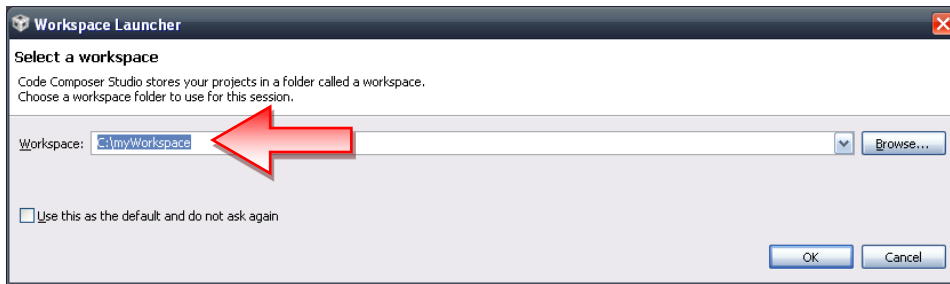 Workspace Launcher
Select a workspace
Code Composer Studio stores your projects in a folder called a workspace.
Choose a workspace folder to use for this session.
Workspace: C:\myWorkspace Browse...
Use this as the default and do not ask again
OK Cancel